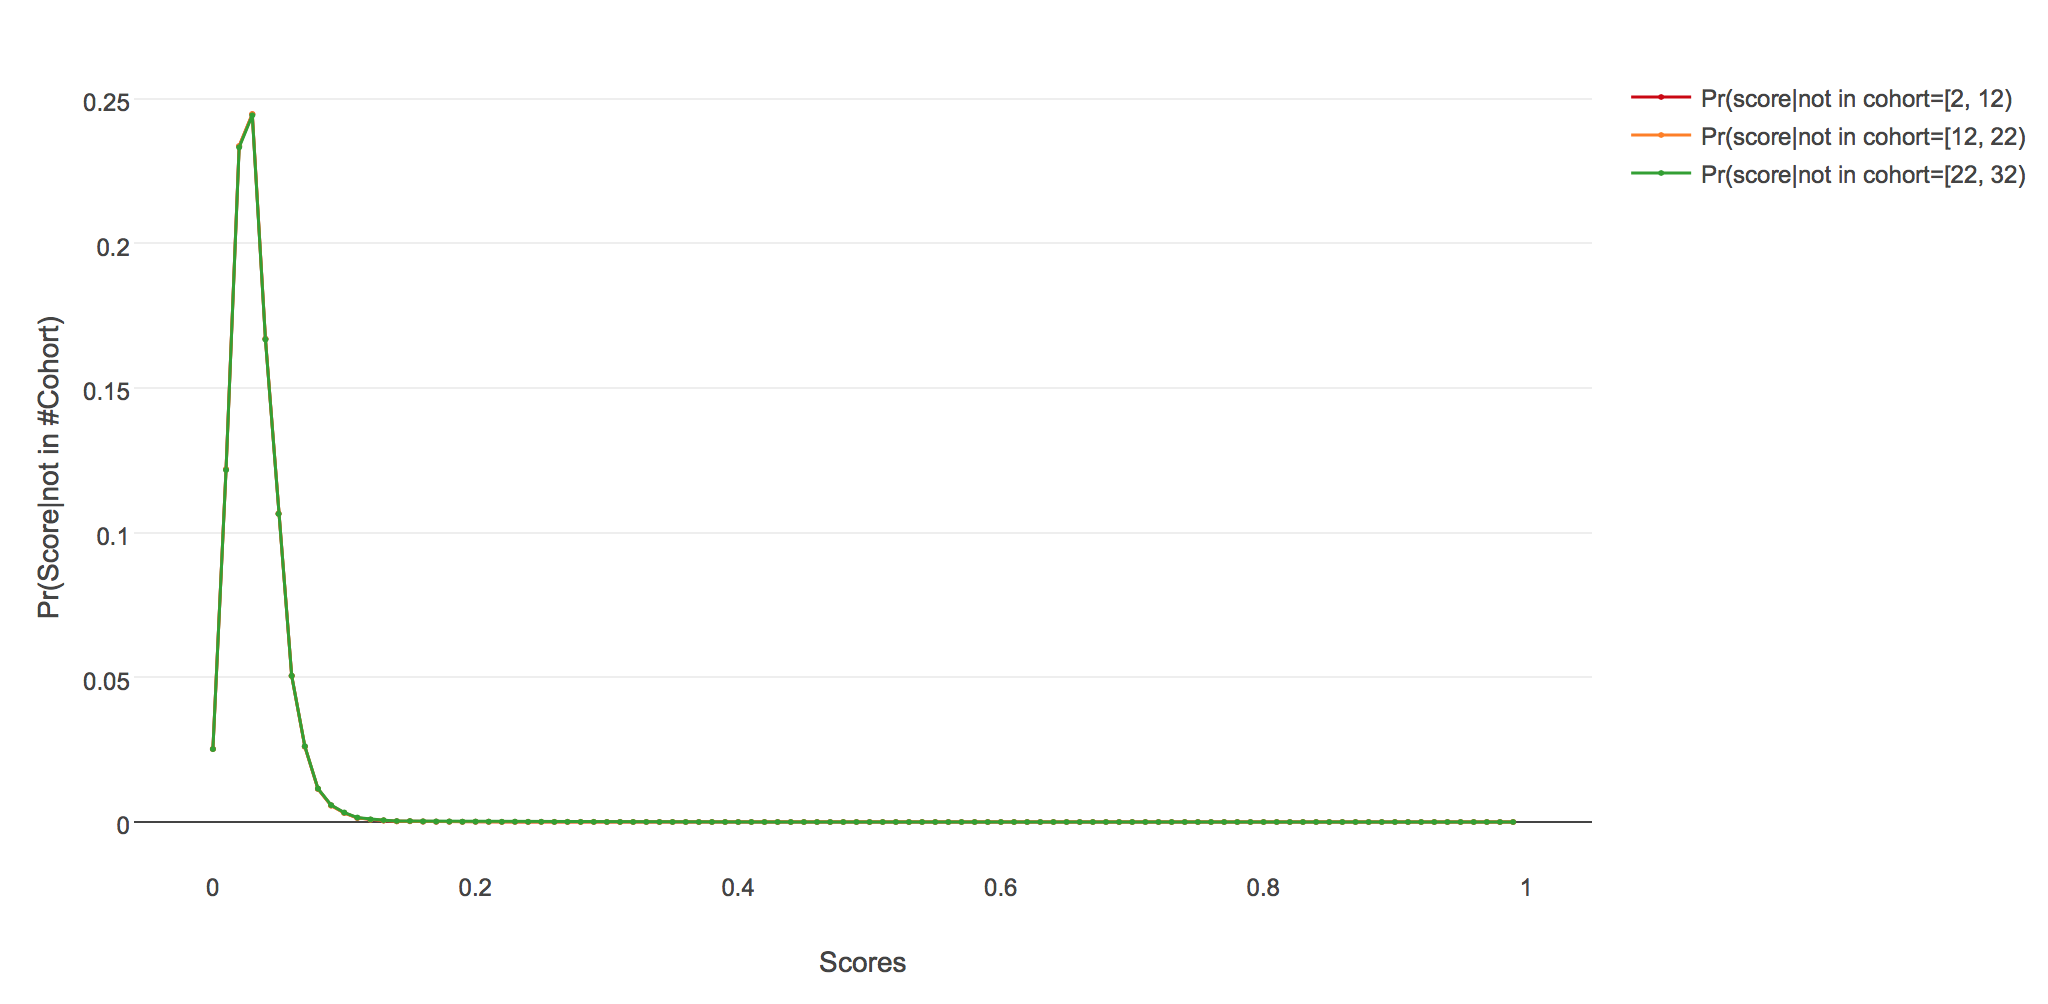 Pr(score|not in cohort=[2, 12)
Pr(score|not in cohort=[12, 22)
Pr(score|not in cohort=[22, 32)
Pr(Score|not in #Cohort)
0.25
0.2
0.15
0.1
0.05
0
0 0.2 0.4 0.6 0.8 1
Scores